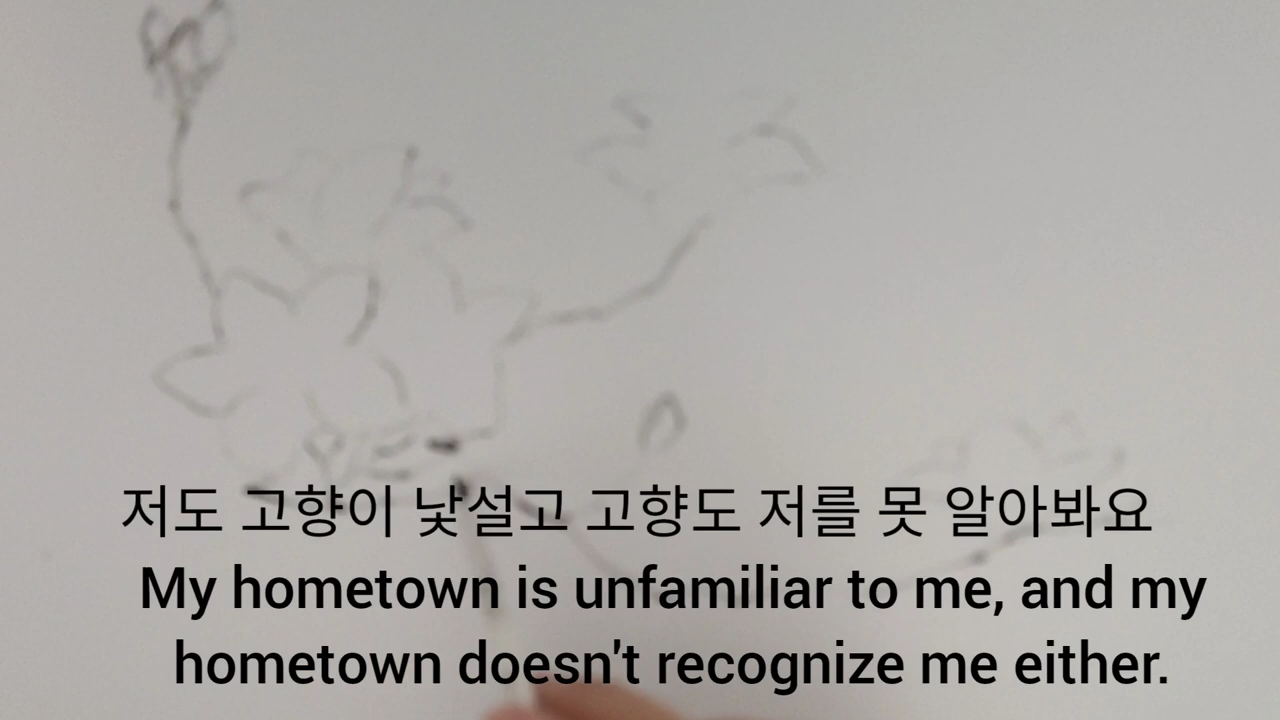 저도 고향이 낯설고 고향도 저를 못 알아봐요
My hometown is unfamiliar to me, and my
hometown doesn't recognize me either.